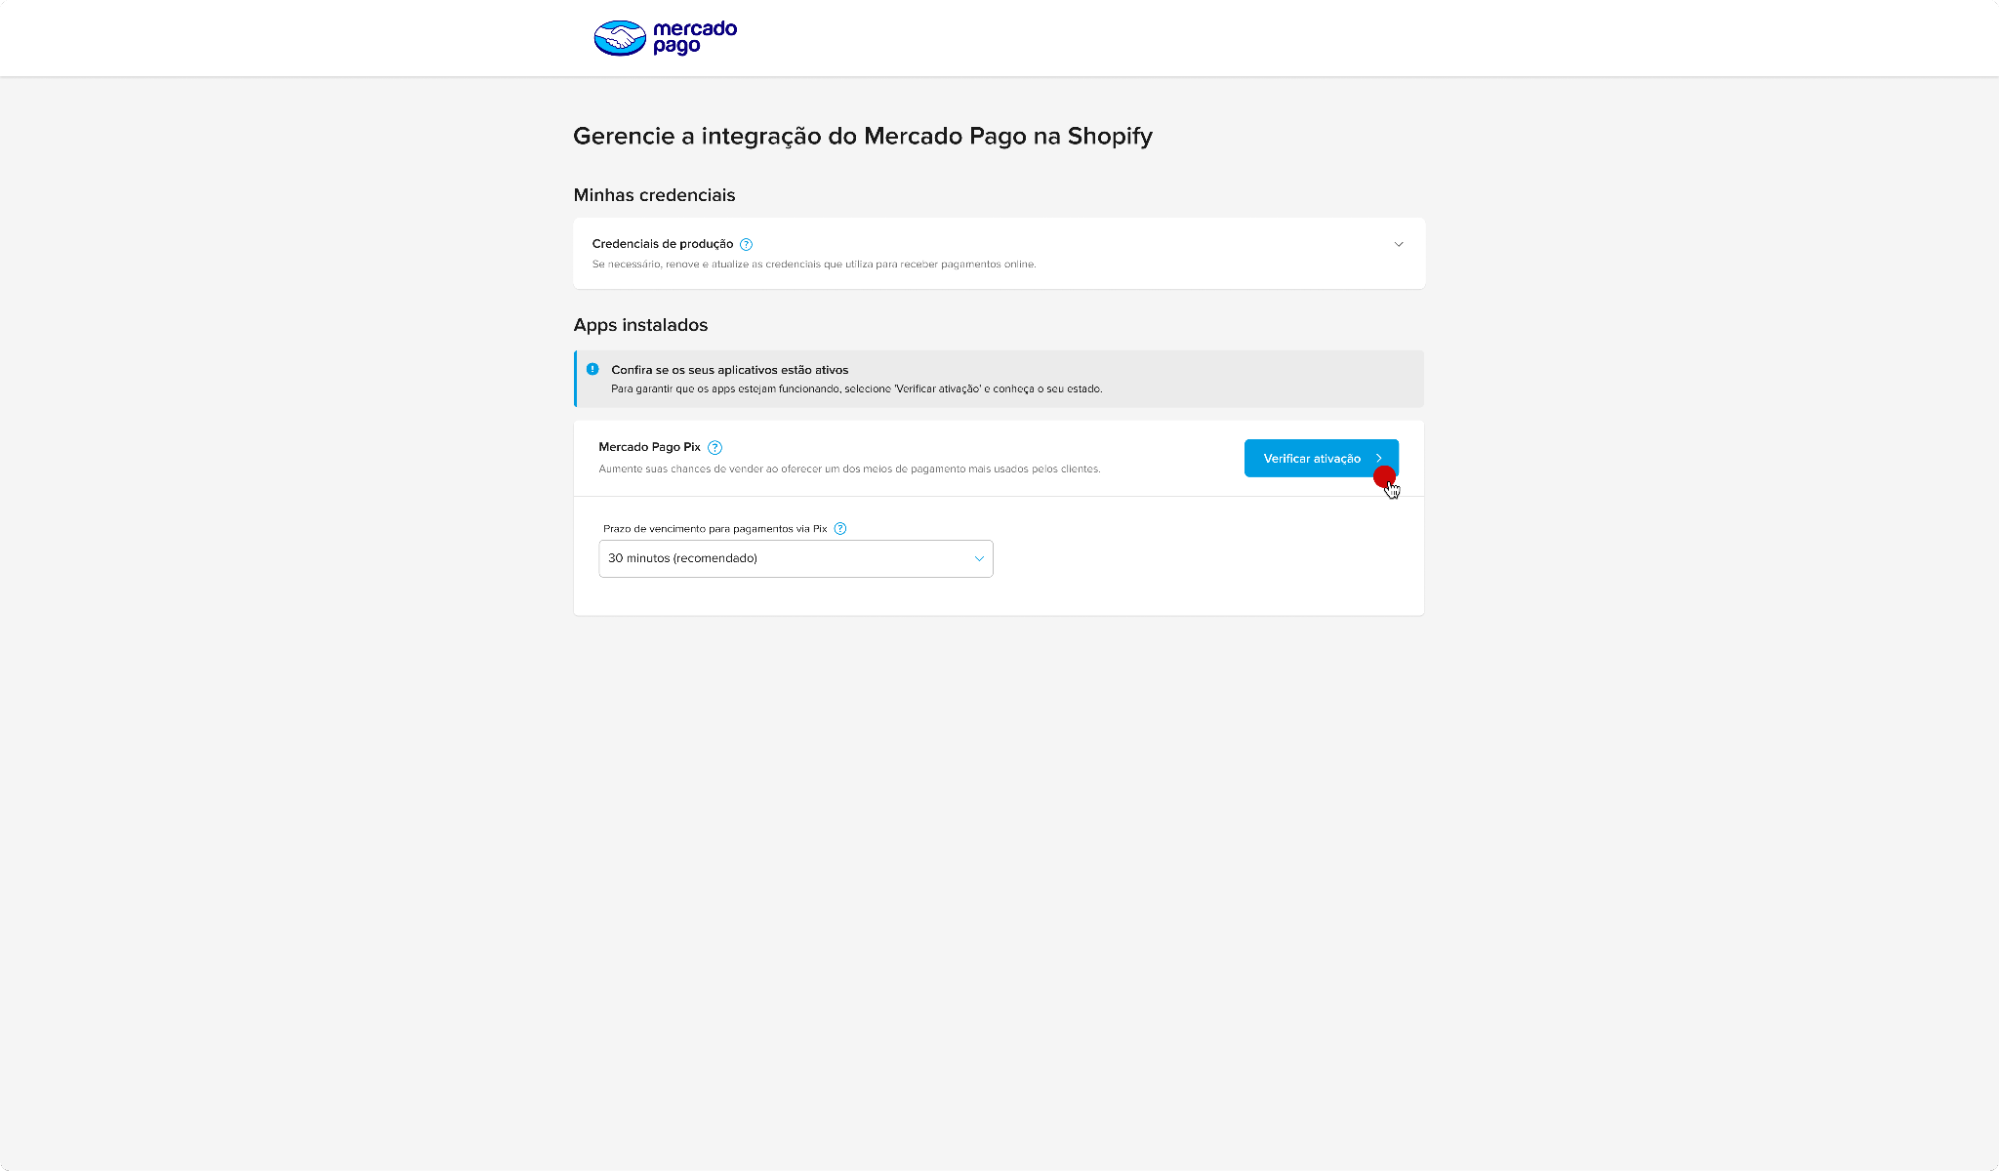 mercado
pago
Gerencie a integração do Mercado Pago na Shopify
Minhas credenciais
Credenciais de produção ?
Se necessário, renove e atualize as credenciais que utiliza para receber pagamentos online.
Apps instalados
Confira se os seus aplicativos estão ativos
Para garantir que os apps estejam funcionando, selecione 'Verificar ativação' e conheça o seu estado.
Mercado Pago Pix ?
Aumente suas chances de vender ao oferecer um dos meios de pagamento mais usados pelos clientes.
Verificar ativação
Prazo de vencimento para pagamentos via Pix ?
30 minutos (recomendado)